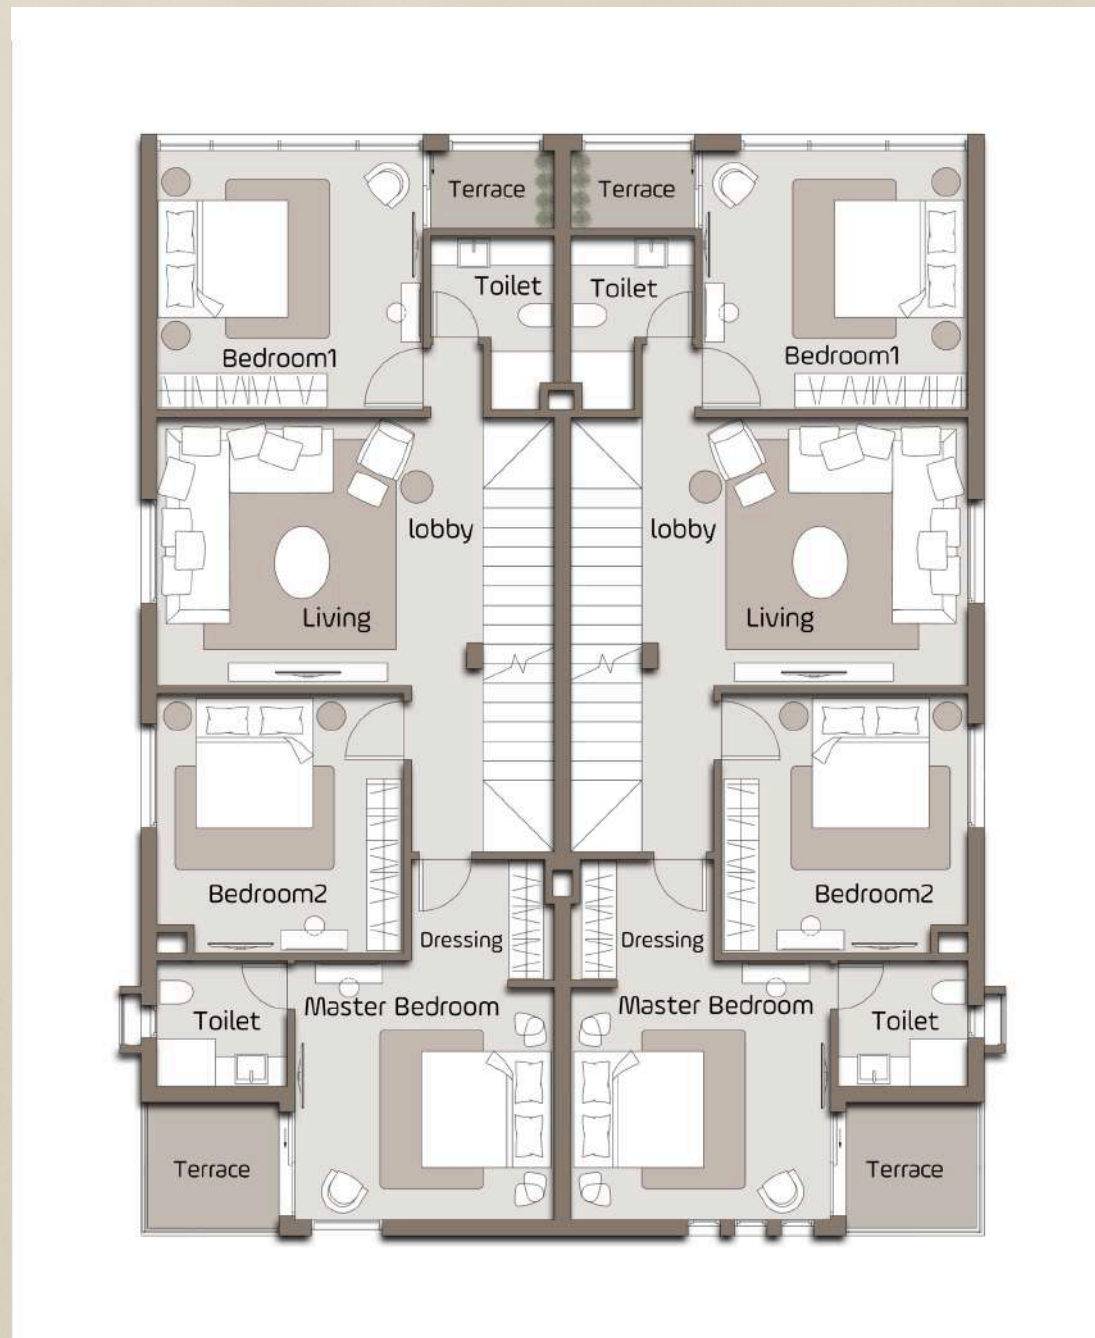 Terrace
Terrace
Toilet
Toilet
Bedroom1
Bedroom1
lobby
lobby
Living
Living
Bedroom2
Bedroom2
Dressing
Dressing
Master Bedroom
Master Bedroom
Toilet
Toilet
Terrace
Terrace